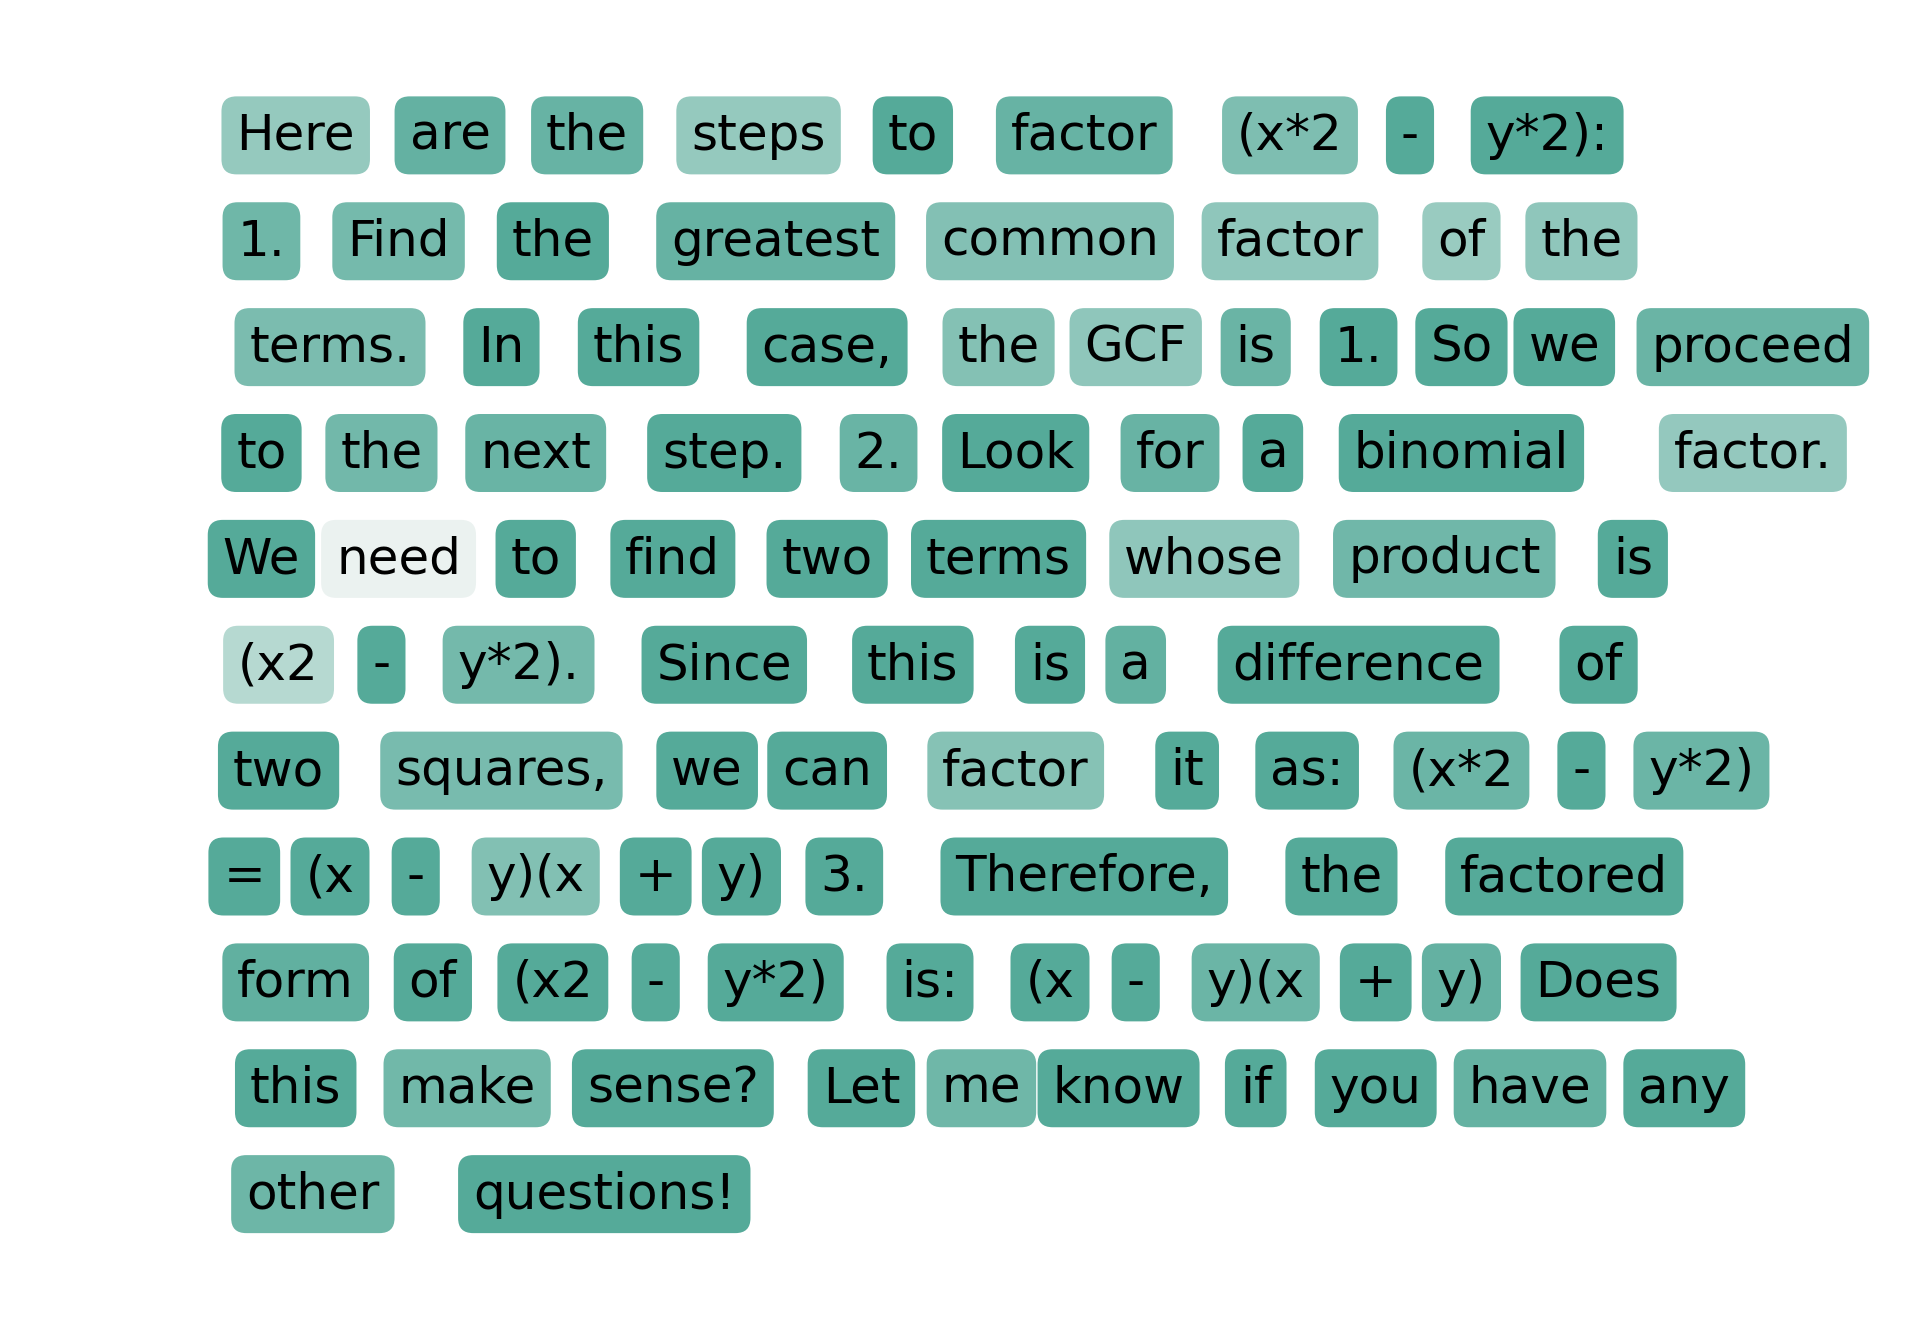 Here are the steps to factor (x*2 - y*2):
1. Find the greatest common factor of the
terms. In this case, the GCF is 1. So we proceed
to the next step. 2. Look for a binomial factor.
We need to find two terms whose product is
(x2 - y*2). Since this is a difference of
two squares, we can factor it as: (x*2 - y*2)
= (x - y)(x + y) 3. Therefore, the factored
form of (x2 - y*2) is: (x - y)(x + y) Does
this make sense? Let me know if you have any
other questions!